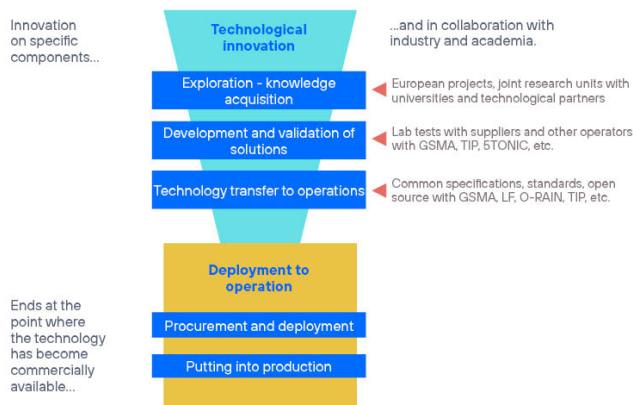 Innovation
on specific
components...
Technological
innovation
...and in collaboration with
industry and academia.
Exploration - knowledge
acquisition
European projects, joint research units with
universities and technological partners
Development and validation of
solutions
Lab tests with suppliers and other operators
with GSMA, TIP, 5TONIC, etc.
Technology transfer to operations
Common specifications, standards, open
source with GSMA, LF, O-RAIN, TIP, etc.
Deployment to
operation
Ends at the
point where
the technology
has become
commercially
available...
Procurement and deployment
Putting into production